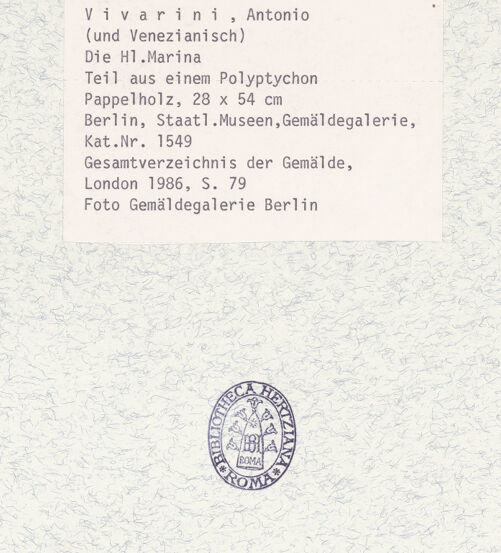 V i v a r i n i , Antonio
(und Venezianisch)
Die Hl.Marina
Teil aus einem Polyptychon
Pappelholz, 28 x 54 cm
Berlin, Staatl.Museen,Gemäldegalerie,
Kat.Nr. 1549
Gesamtverzeichnis der Gemälde,
London 1986, S. 79
Foto Gemäldegalerie Berlin
*BIBLIOTHECA HERTZIANA*
ROMA
BH
ROMA